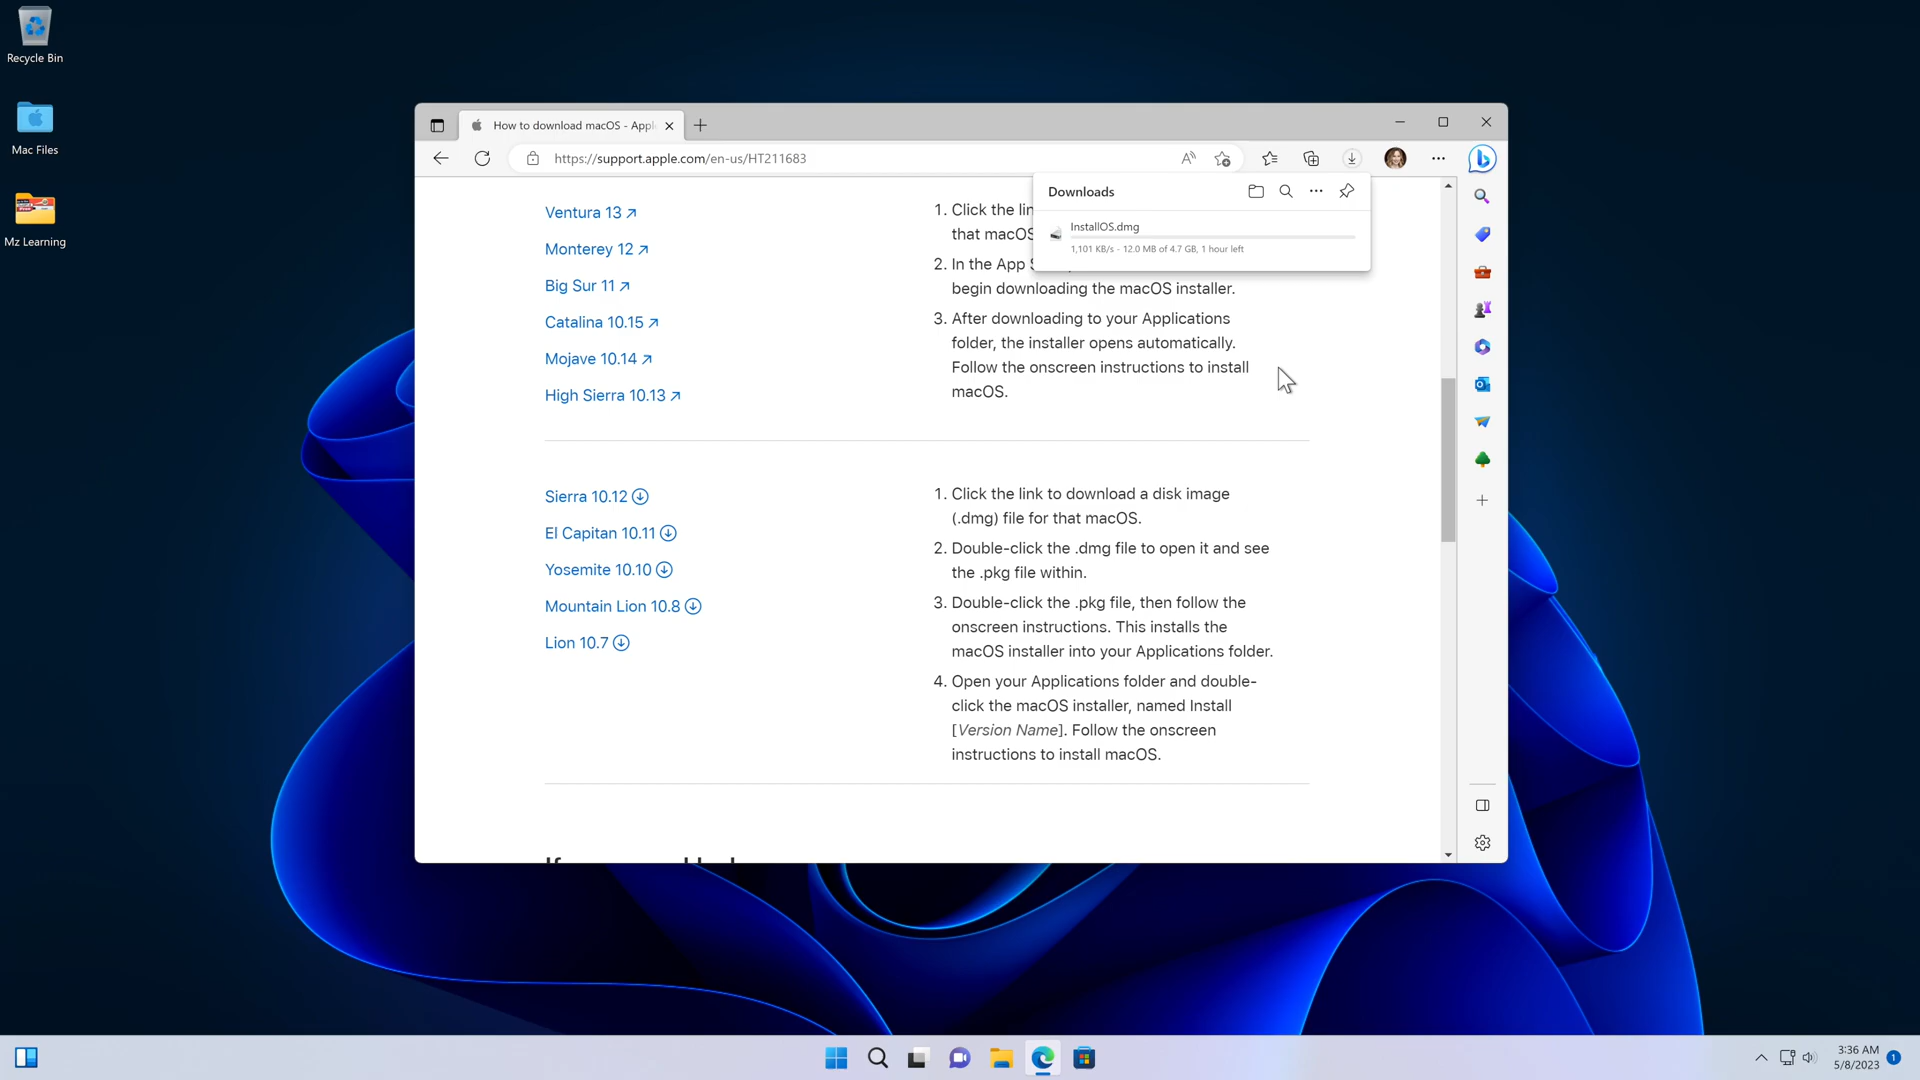 Recycle Bin
Mac Files
Mz Learning
How to download macOS - Apple
https://support.apple.com/en-us/HT211683
Downloads
InstallOS.dmg
1,101 KB/s - 12.0 MB of 4.7 GB, 1 hour left
Ventura 13
Monterey 12
Big Sur 11
Catalina 10.15
Mojave 10.14
High Sierra 10.13
1. Click the lin
that macOS
2. In the App S
begin downloading the macOS installer.
3. After downloading to your Applications
folder, the installer opens automatically.
Follow the onscreen instructions to install
macOS.
Sierra 10.12
El Capitan 10.11
Yosemite 10.10
Mountain Lion 10.8
Lion 10.7
1. Click the link to download a disk image
(.dmg) file for that macOS.
2. Double-click the .dmg file to open it and see
the .pkg file within.
3. Double-click the .pkg file, then follow the
onscreen instructions. This installs the
macOS installer into your Applications folder.
4. Open your Applications folder and double-
click the macOS installer, named Install
[Version Name]. Follow the onscreen
instructions to install macOS.
3:36 AM
5/8/2023
1